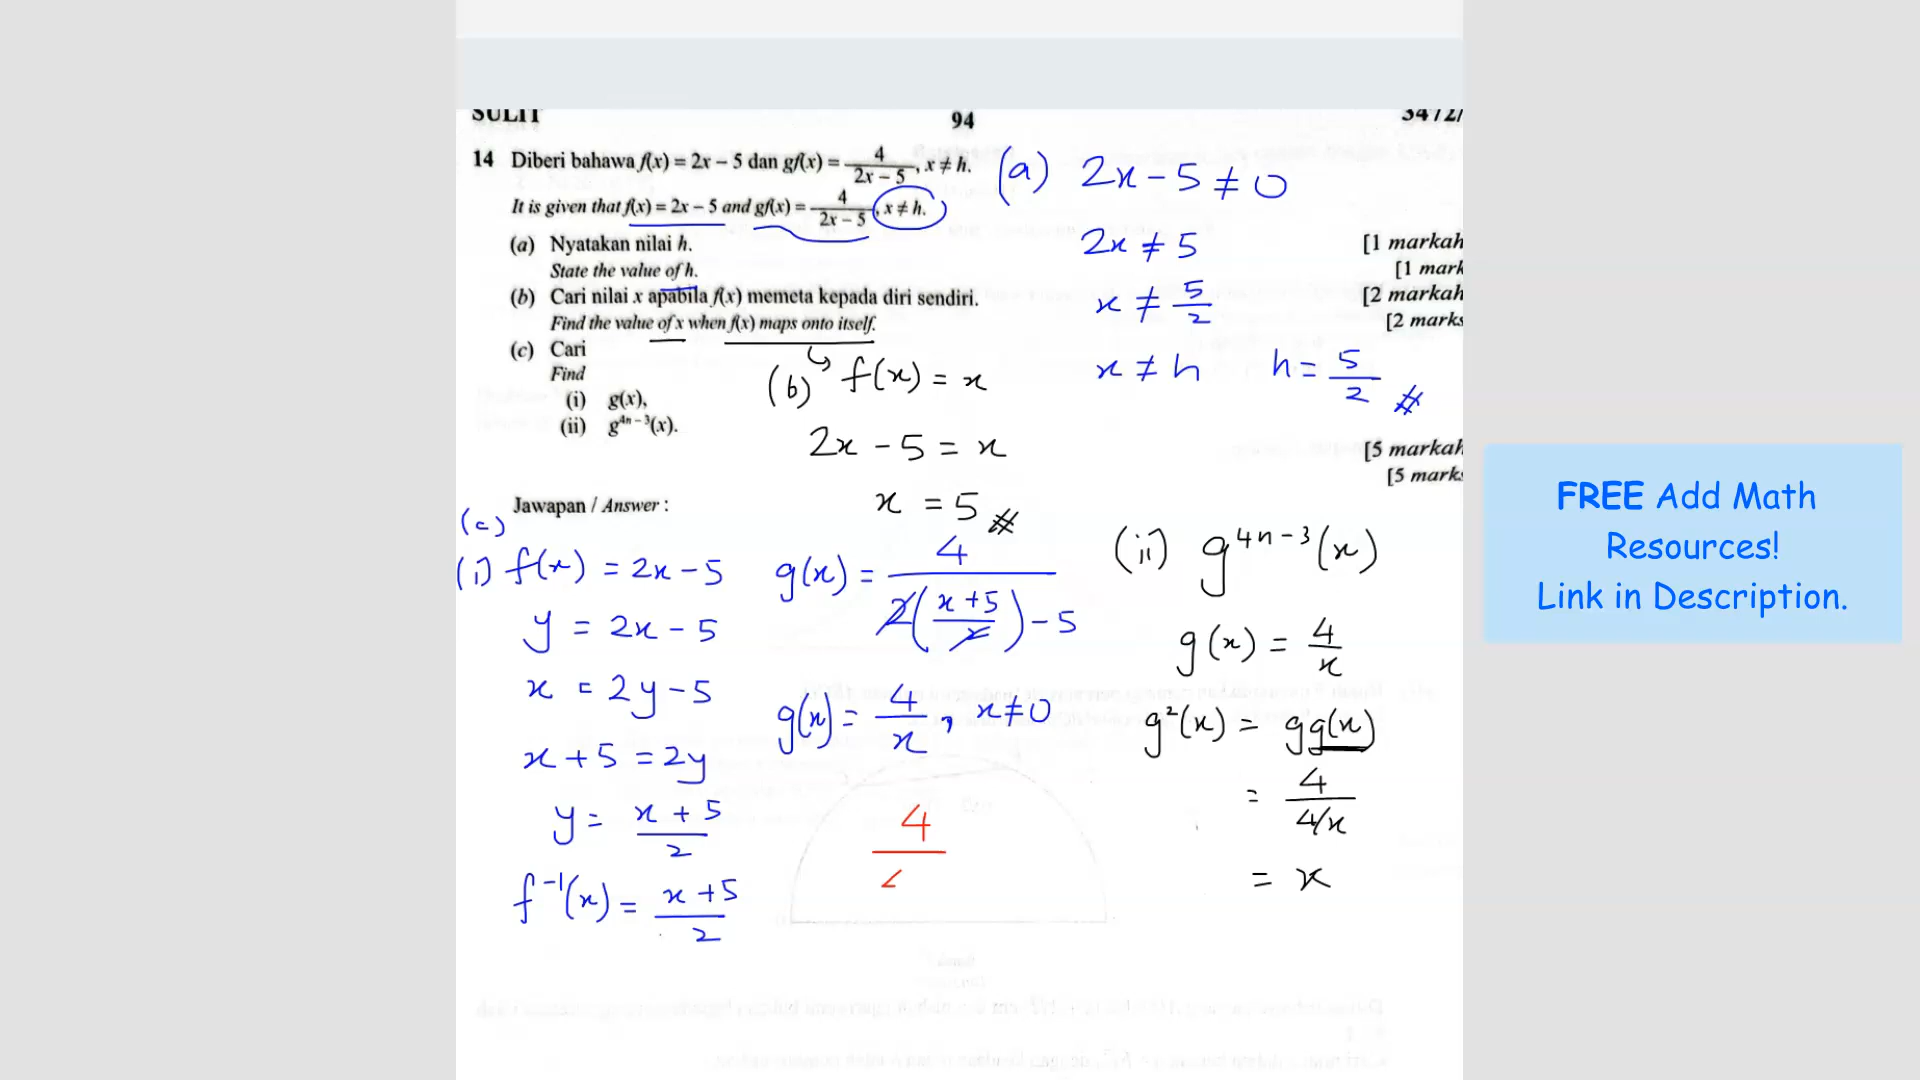 SULIT 94 3472/
14 Diberi bahawa f(x) = 2x – 5 dan gf(x) = 4/(2x – 5), x ≠ h.
It is given that f(x) = 2x – 5 and gf(x) = 4/(2x – 5), x ≠ h.
(a) Nyatakan nilai h. [1 markah
State the value of h. [1 mark
(b) Cari nilai x apabila f(x) memeta kepada diri sendiri. [2 markah
Find the value of x when f(x) maps onto itself. [2 marks
(c) Cari
Find
(i) g(x),
(ii) g^(4n – 3)(x).
[5 markah
[5 marks
Jawapan / Answer :
(a) 2x – 5 ≠ 0
2x ≠ 5
x ≠ 5/2
x ≠ h h = 5/2 #
(b) f(x) = x
2x – 5 = x
x = 5 #
(c)
(i) f(x) = 2x – 5
y = 2x – 5
x = 2y – 5
x + 5 = 2y
y = (x + 5)/2
f^-1(x) = (x + 5)/2
g(x) = 4/(2((x + 5)/2) – 5)
g(x) = 4/x, x ≠ 0
4
(ii) g^(4n – 3)(x)
g(x) = 4/x
g²(x) = gg(x)
= 4/(4/x)
= x
FREE Add Math
Resources!
Link in Description.